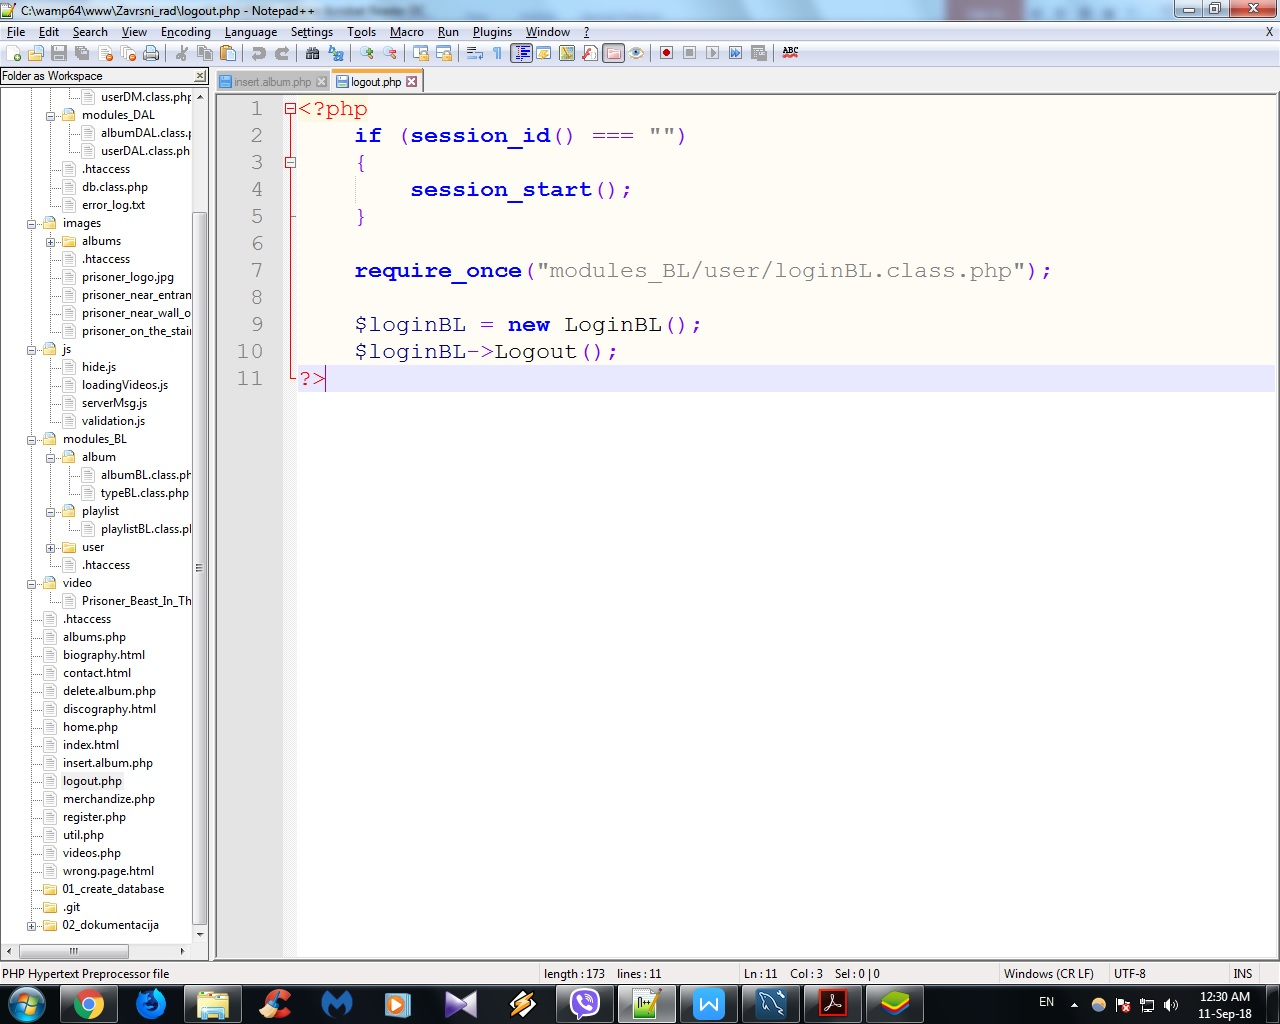 C:\wamp64\www\Zavrsni_rad\logout.php - Notepad++
File Edit Search View Encoding Language Settings Tools Macro Run Plugins Window ? X
ABC
Folder as Workspace
insert.album.php
logout.php
userDM.class.php
modules_DAL
albumDAL.class.p
userDAL.class.ph
.htaccess
db.class.php
error_log.txt
images
albums
.htaccess
prisoner_logo.jpg
prisoner_near_entran
prisoner_near_wall_o
prisoner_on_the_stai
js
hide.js
loadingVideos.js
serverMsg.js
validation.js
modules_BL
album
albumBL.class.ph
typeBL.class.php
playlist
playlistBL.class.pl
user
.htaccess
video
Prisoner_Beast_In_Th
.htaccess
albums.php
biography.html
contact.html
delete.album.php
discography.html
home.php
index.html
insert.album.php
logout.php
merchandize.php
register.php
util.php
videos.php
wrong.page.html
01_create_database
.git
02_dokumentacija
1 <?php
2 if (session_id() === "")
3 {
4 session_start();
5 }
6
7 require_once("modules_BL/user/loginBL.class.php");
8
9 $loginBL = new LoginBL();
10 $loginBL->Logout();
11 ?>
PHP Hypertext Preprocessor file length : 173 lines : 11 Ln : 11 Col : 3 Sel : 0 | 0 Windows (CR LF) UTF-8 INS
EN
12:30 AM
11-Sep-18